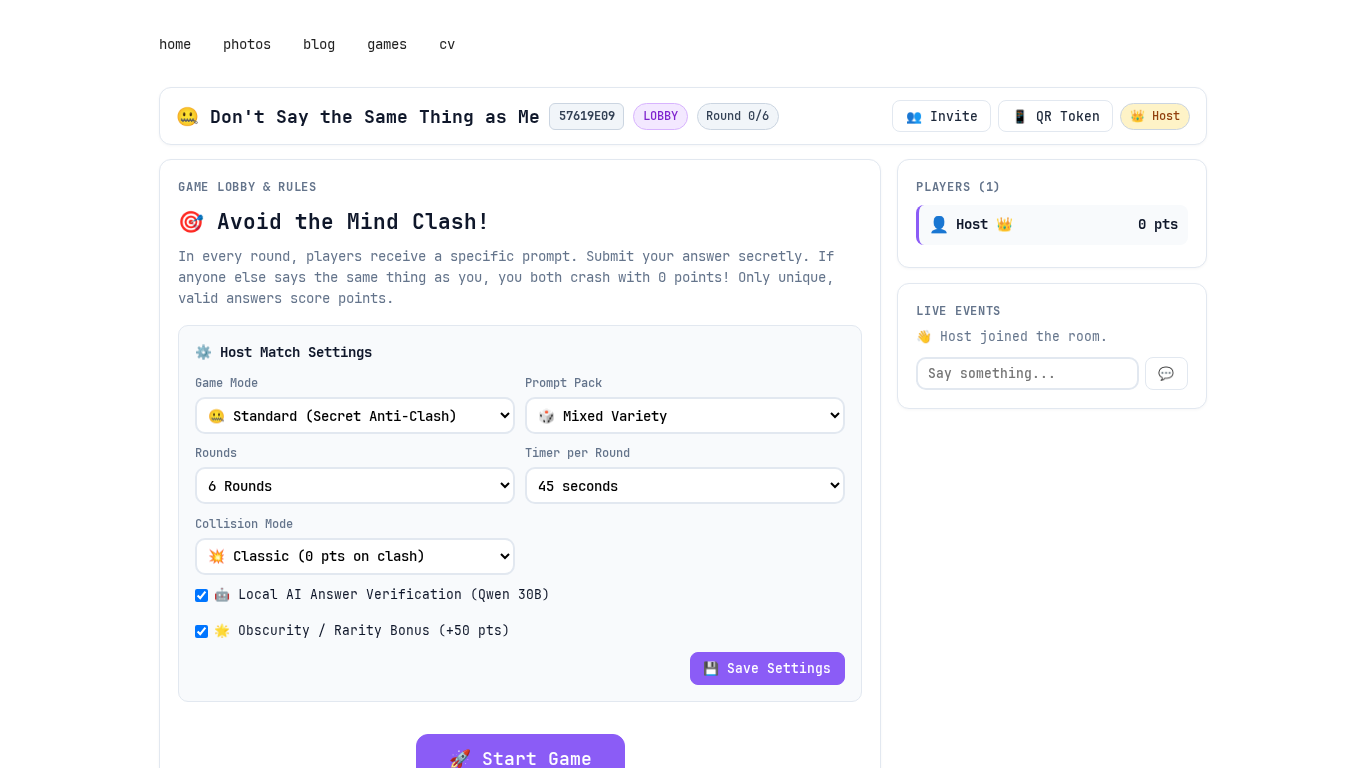 home photos blog games cv
🤐 Don't Say the Same Thing as Me 57619E09 LOBBY Round 0/6 👥 Invite 📱 QR Token 👑 Host
GAME LOBBY & RULES
🎯 Avoid the Mind Clash!
In every round, players receive a specific prompt. Submit your answer secretly. If
anyone else says the same thing as you, you both crash with 0 points! Only unique,
valid answers score points.
⚙️ Host Match Settings
Game Mode Prompt Pack
🤐 Standard (Secret Anti-Clash) 🎲 Mixed Variety
Rounds Timer per Round
6 Rounds 45 seconds
Collision Mode
💥 Classic (0 pts on clash)
🤖 Local AI Answer Verification (Qwen 30B)
🌟 Obscurity / Rarity Bonus (+50 pts)
💾 Save Settings
🚀 Start Game
PLAYERS (1)
👤 Host 👑 0 pts
LIVE EVENTS
👋 Host joined the room.
Say something... 💬